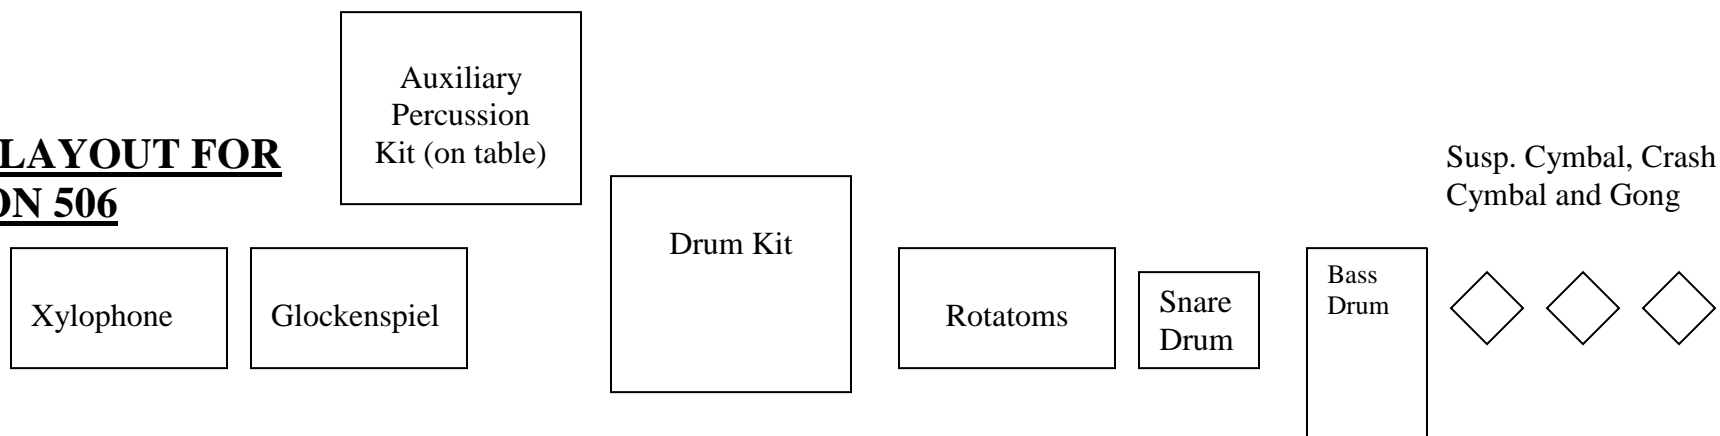 LAYOUT FOR
ON 506
Auxiliary
Percussion
Kit (on table)
Susp. Cymbal, Crash
Cymbal and Gong
Drum Kit
Xylophone
Glockenspiel
Rotatoms
Snare
Drum
Bass
Drum